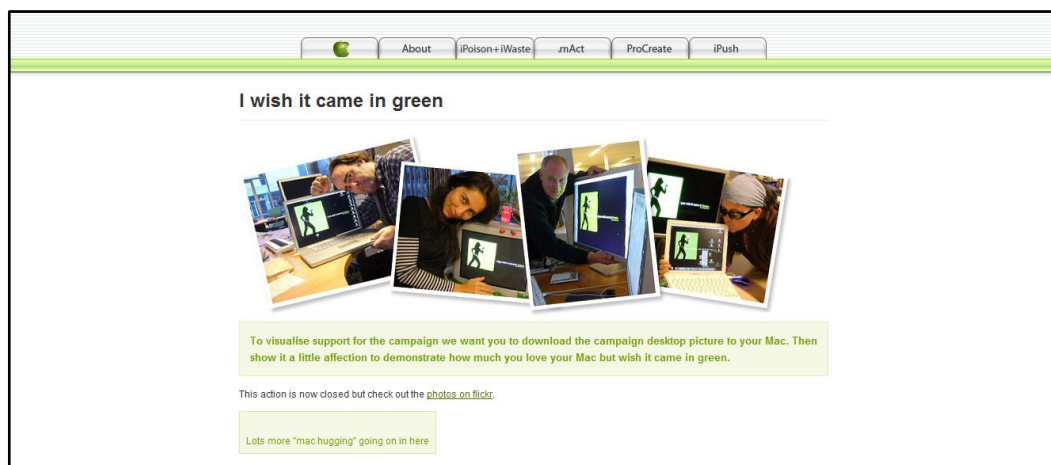 About iPoison+iWaste .mAct ProCreate iPush
I wish it came in green
To visualise support for the campaign we want you to download the campaign desktop picture to your Mac. Then
show it a little affection to demonstrate how much you love your Mac but wish it came in green.
This action is now closed but check out the photos on flickr.
Lots more "mac hugging" going on in here